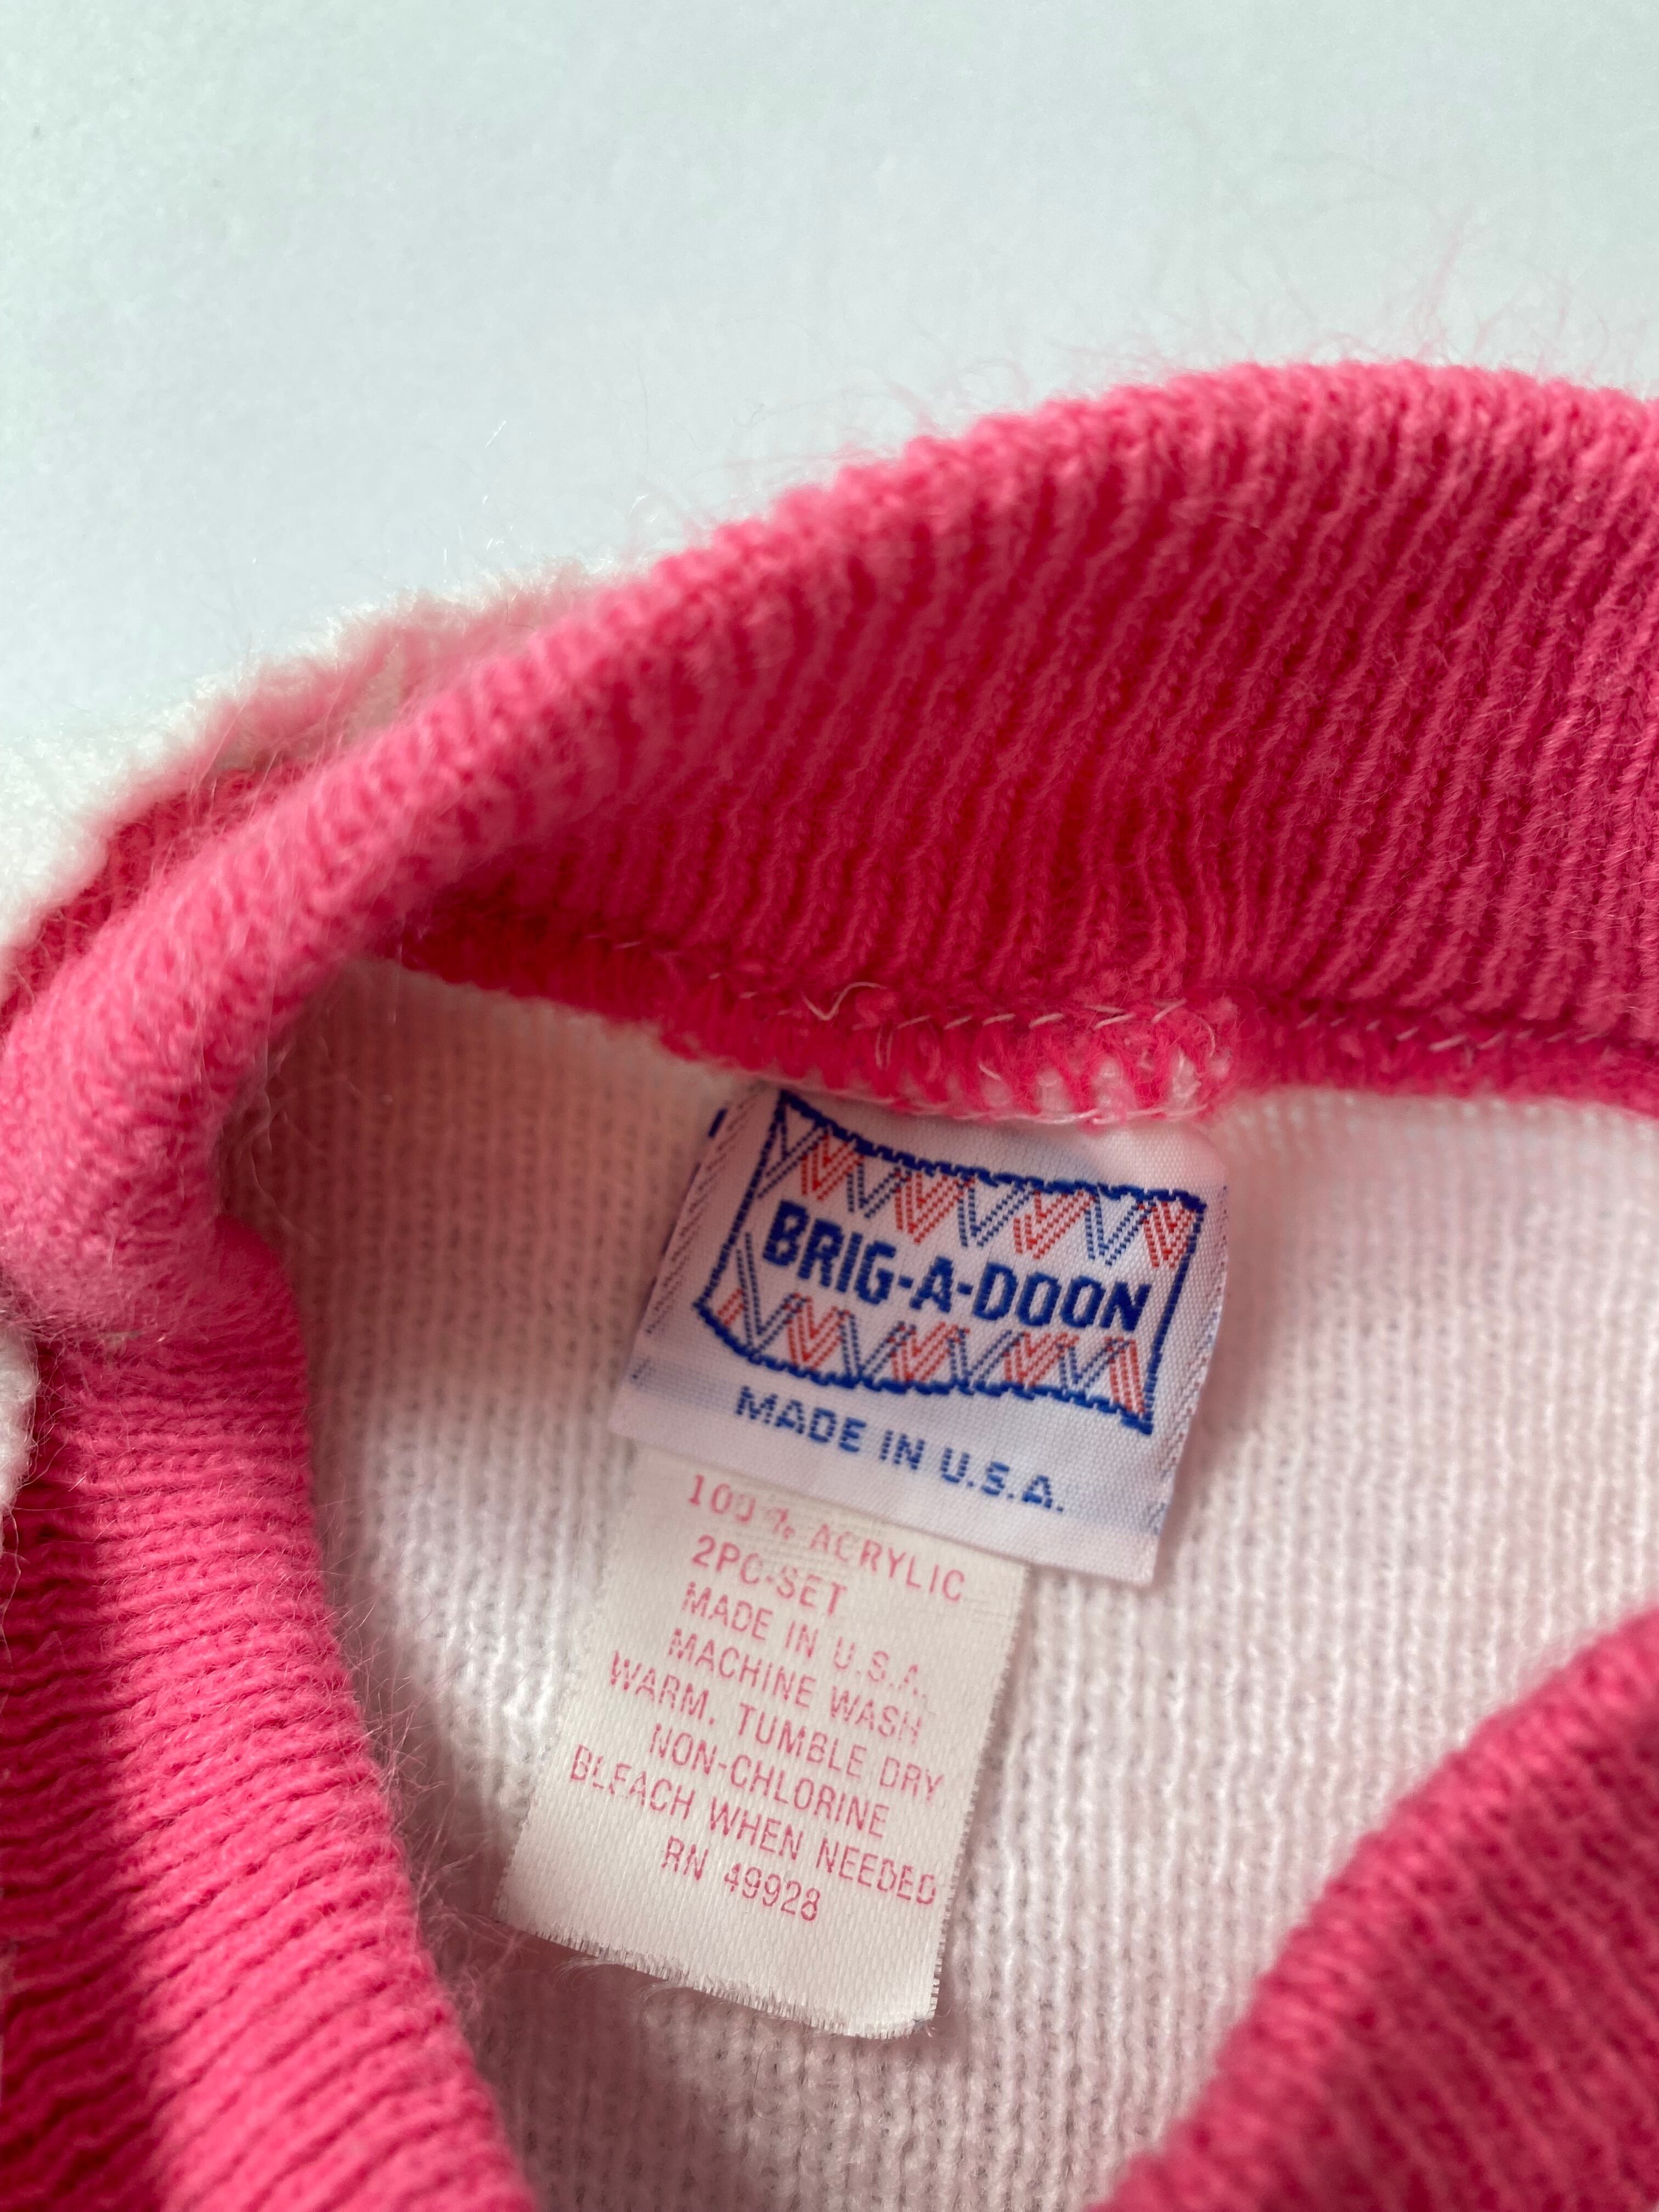 BRIG-A-DOON
MADE IN U.S.A.
100% ACRYLIC
2PC-SET
MADE IN U.S.A.
MACHINE WASH
WARM, TUMBLE DRY
NON-CHLORINE
BLEACH WHEN NEEDED
RN 49928